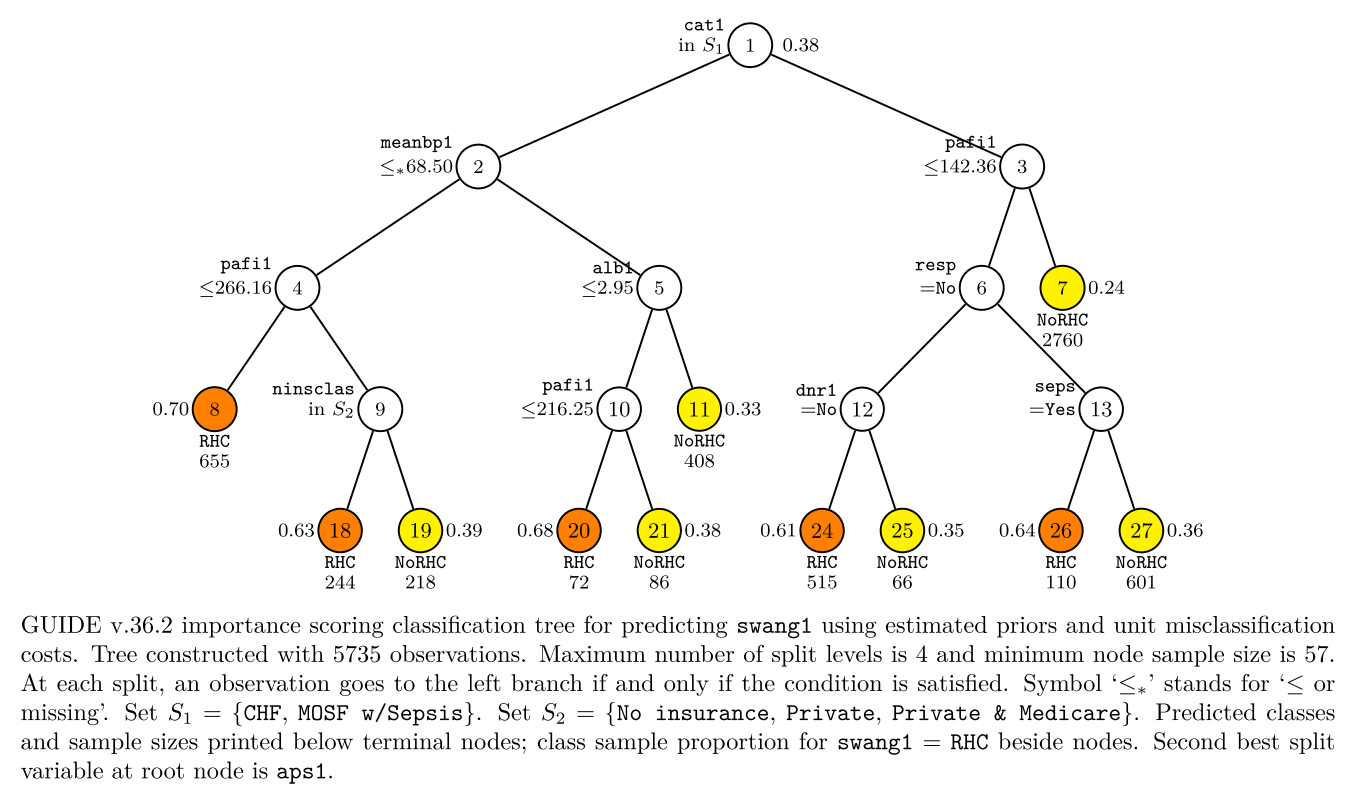 cat1
in S1 1 0.38
meanbp1
≤*68.50 2
pafi1
≤142.36 3
pafi1
≤266.16 4
alb1
≤2.95 5
resp
=No 6
7 0.24
NoRHC
2760
0.70 8
RHC
655
ninsclas
in S2 9
pafi1
≤216.25 10
11 0.33
NoRHC
408
dnr1
=No 12
seps
=Yes 13
0.63 18
RHC
244
19 0.39
NoRHC
218
0.68 20
RHC
72
21 0.38
NoRHC
86
0.61 24
RHC
515
25 0.35
NoRHC
66
0.64 26
RHC
110
27 0.36
NoRHC
601
GUIDE v.36.2 importance scoring classification tree for predicting swang1 using estimated priors and unit misclassification
costs. Tree constructed with 5735 observations. Maximum number of split levels is 4 and minimum node sample size is 57.
At each split, an observation goes to the left branch if and only if the condition is satisfied. Symbol ‘≤*’ stands for ‘≤ or
missing’. Set S1 = {CHF, MOSF w/Sepsis}. Set S2 = {No insurance, Private, Private & Medicare}. Predicted classes
and sample sizes printed below terminal nodes; class sample proportion for swang1 = RHC beside nodes. Second best split
variable at root node is aps1.